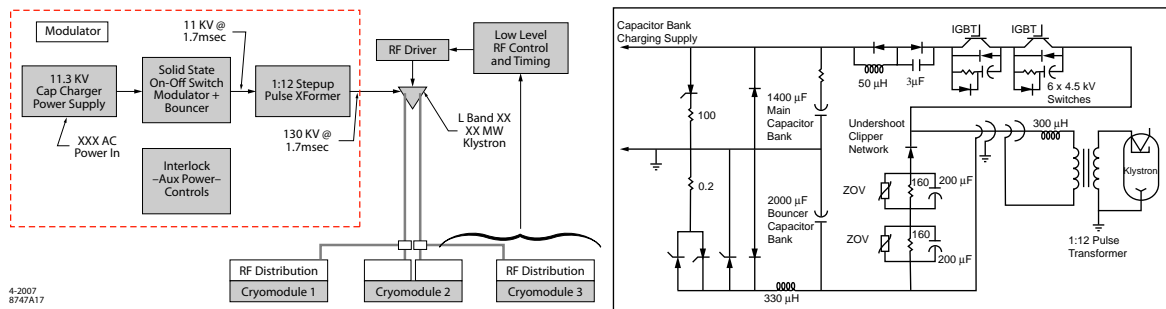 Modulator
11 KV @
1.7msec
11.3 KV
Cap Charger
Power Supply
Solid State
On-Off Switch
Modulator +
Bouncer
1:12 Stepup
Pulse XFormer
RF Driver
Low Level
RF Control
and Timing
XXX AC
Power In
130 KV @
1.7msec
L Band XX
XX MW
Klystron
Interlock
–Aux Power–
Controls
RF Distribution
Cryomodule 1
Cryomodule 2
RF Distribution
Cryomodule 3
4-2007
8747A17
Capacitor Bank
Charging Supply
IGBT
IGBT
50 μH
3μF
6 x 4.5 kV
Switches
100
1400 μF
Main
Capacitor
Bank
Undershoot
Clipper
Network
300 μH
Klystron
0.2
2000 μF
Bouncer
Capacitor
Bank
ZOV
160
200 μF
ZOV
160
200 μF
1:12 Pulse
Transformer
330 μH